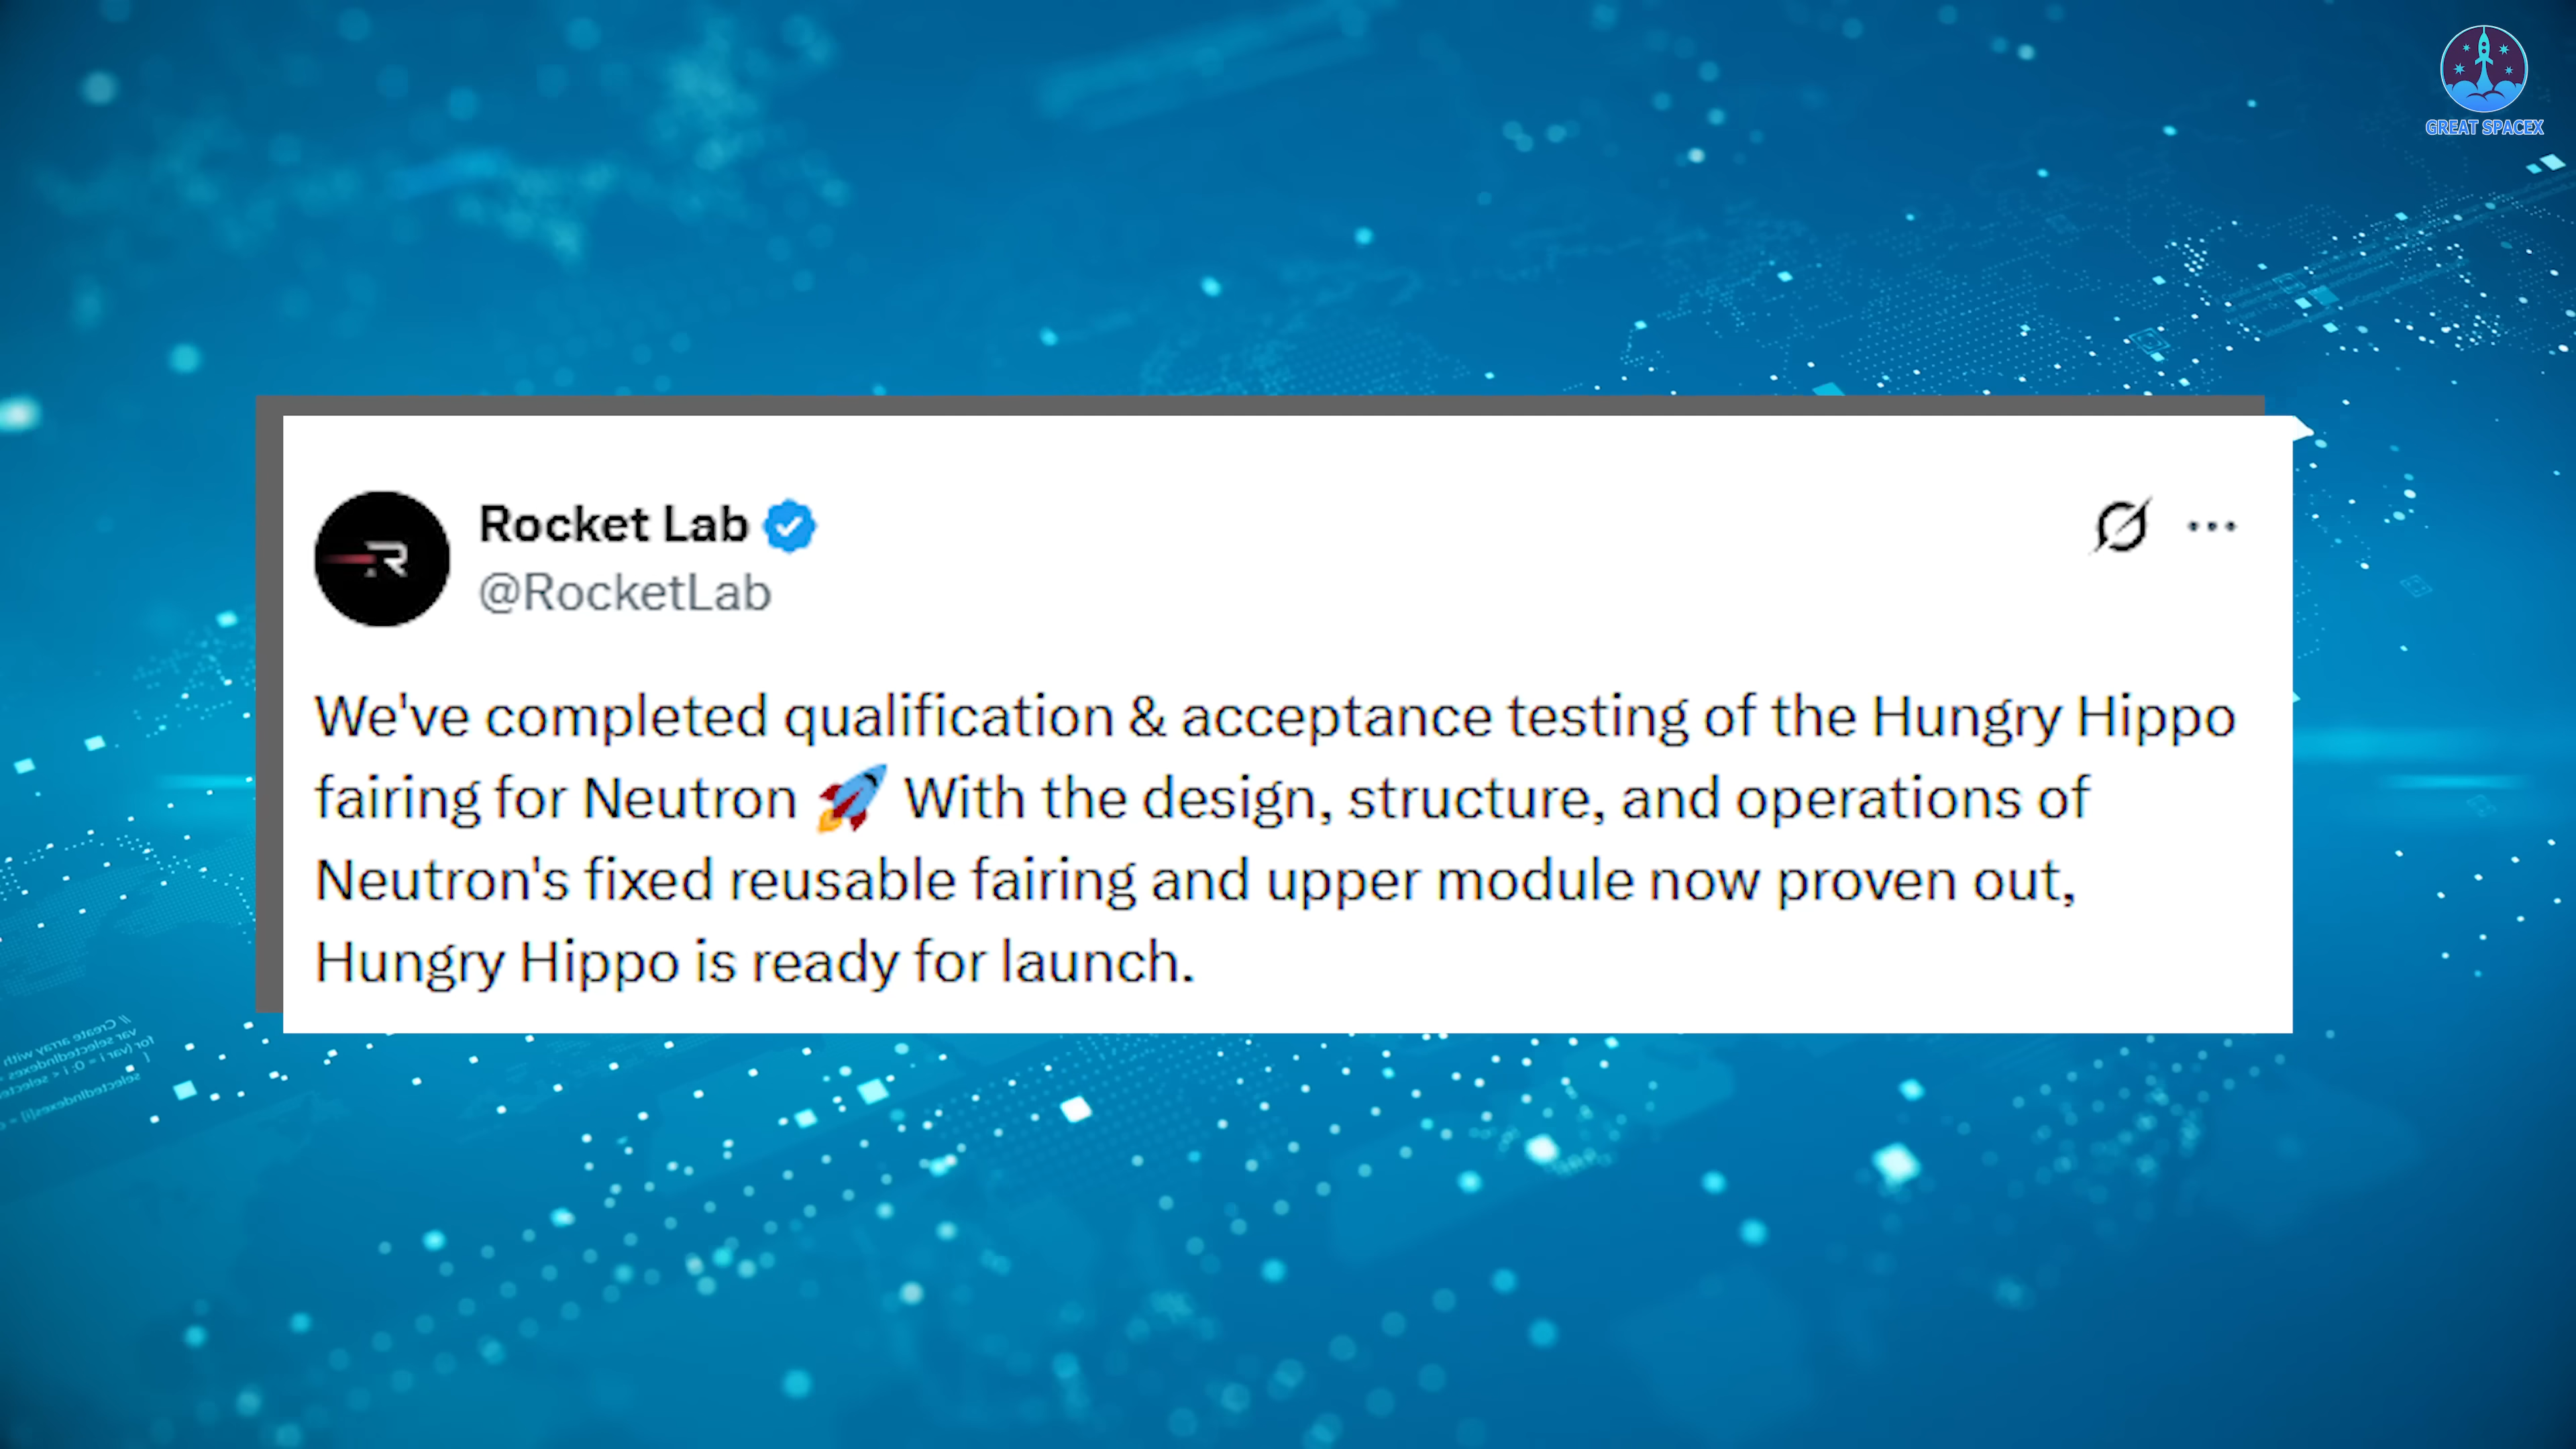 GREAT SPACEX
Rocket Lab
@RocketLab
We've completed qualification & acceptance testing of the Hungry Hippo
fairing for Neutron 🚀 With the design, structure, and operations of
Neutron's fixed reusable fairing and upper module now proven out,
Hungry Hippo is ready for launch.